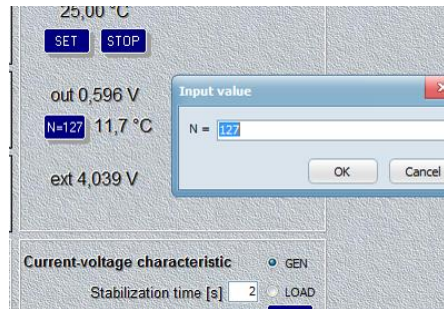 25,00 °C
SET STOP
out 0,596 V
N=127 11,7 °C
ext 4,039 V
Input value
N = 127
OK Cancel
Current-voltage characteristic GEN
Stabilization time [s] 2 LOAD